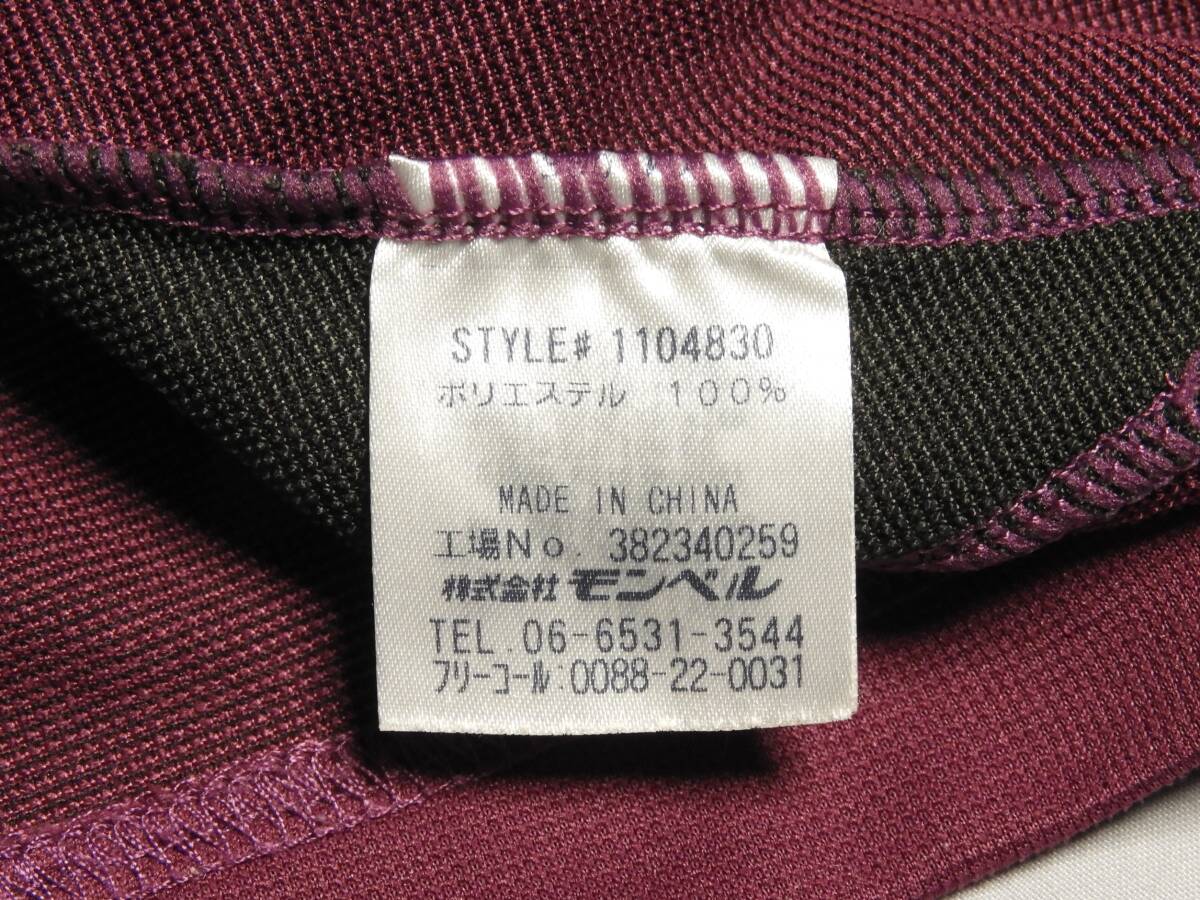 STYLE# 1104830
ポリエステル １００％
MADE IN CHINA
工場Ｎｏ. 382340259
株式会社 モンベル
TEL.06-6531-3544
ﾌﾘｰｺｰﾙ:0088-22-0031